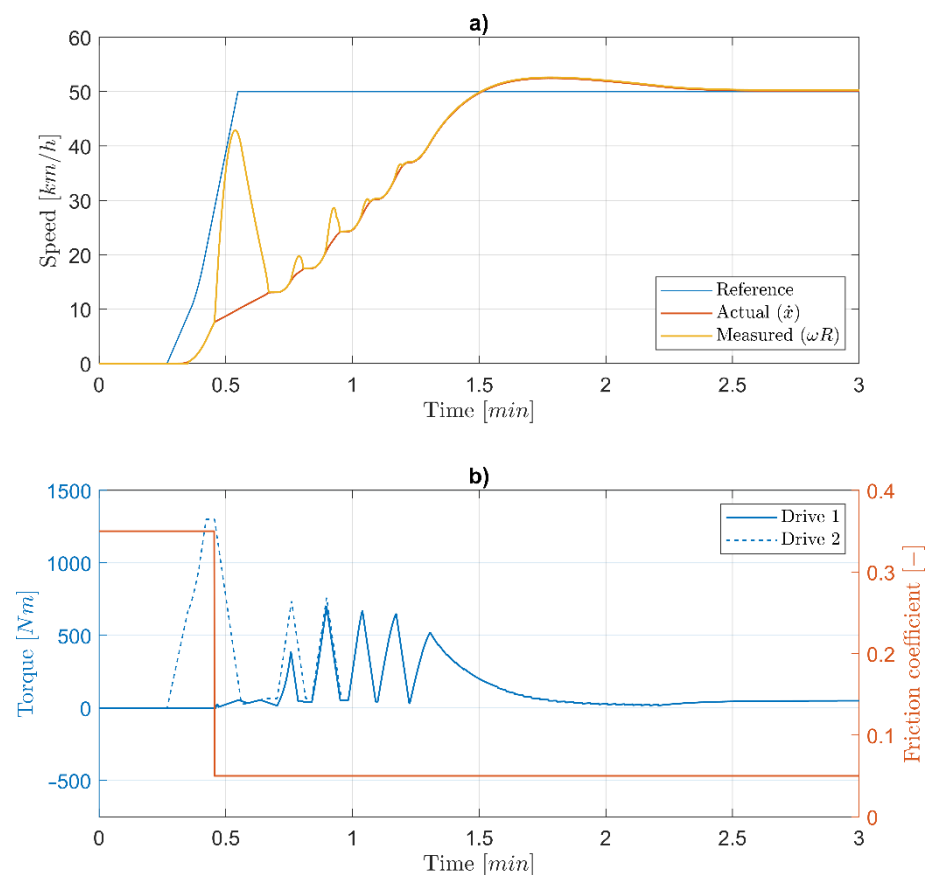 a)
60
50
40
30
20
10
0
Speed [km/h]
Reference
Actual (ẋ)
Measured (ωR)
0 0.5 1 1.5 2 2.5 3
Time [min]
b)
1500
1000
500
0
-500
Torque [Nm]
Drive 1
Drive 2
0.4
0.3
0.2
0.1
0
Friction coefficient [−]
0 0.5 1 1.5 2 2.5 3
Time [min]